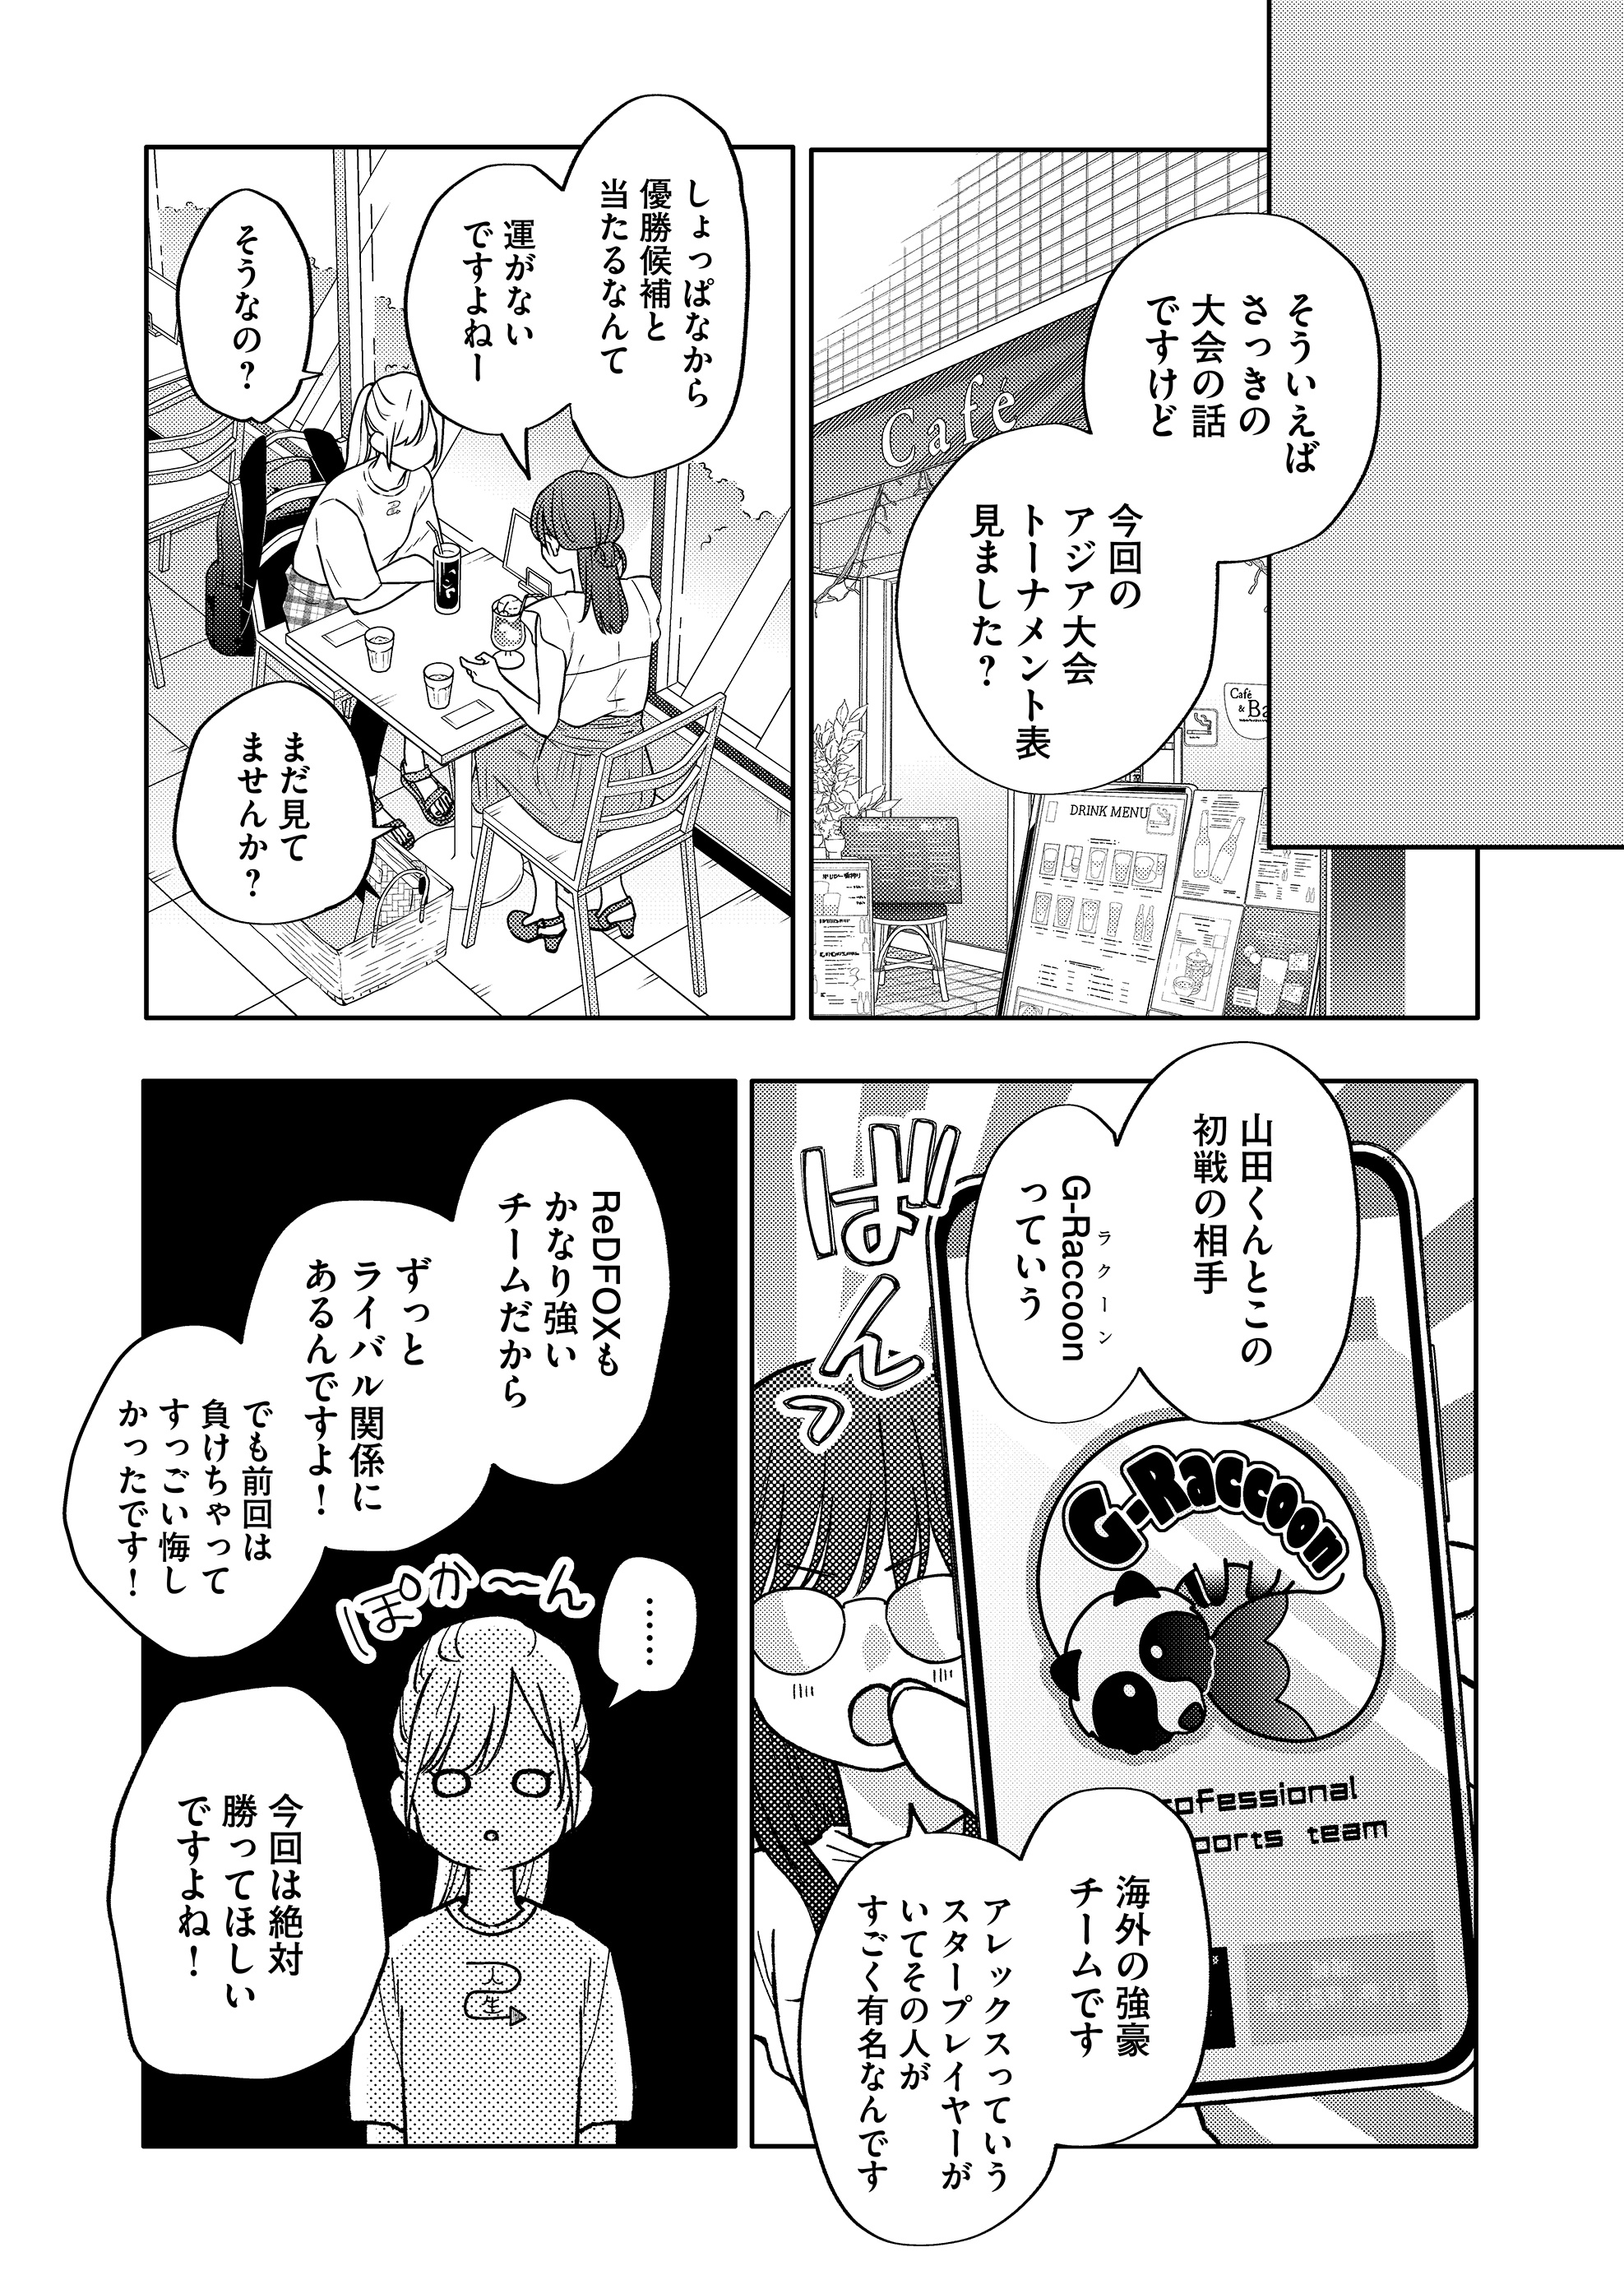 そういえば
さっきの
大会の話
ですけど
今回の
アジア大会
トーナメント表
見ました？
Café
Café
& Ba
DRINK MENU
しょっぱなから
優勝候補と
当たるなんて
運がない
ですよねー
そうなの？
まだ見て
ませんか？
山田くんとこの
初戦の相手
G-Raccoon
ラクーン
っていう
ばんっ
G-Raccoon
rofessional
ports team
海外の強豪
チームです
アレックスっていう
スタープレイヤーが
いてその人が
すごく有名なんです
ReDFOXも
かなり強い
チームだから
ずっと
ライバル関係に
あるんですよ！
でも前回は
負けちゃって
すっごい悔し
かったです！
……
ぽか〜ん
人生
今回は絶対
勝ってほしい
ですよね！